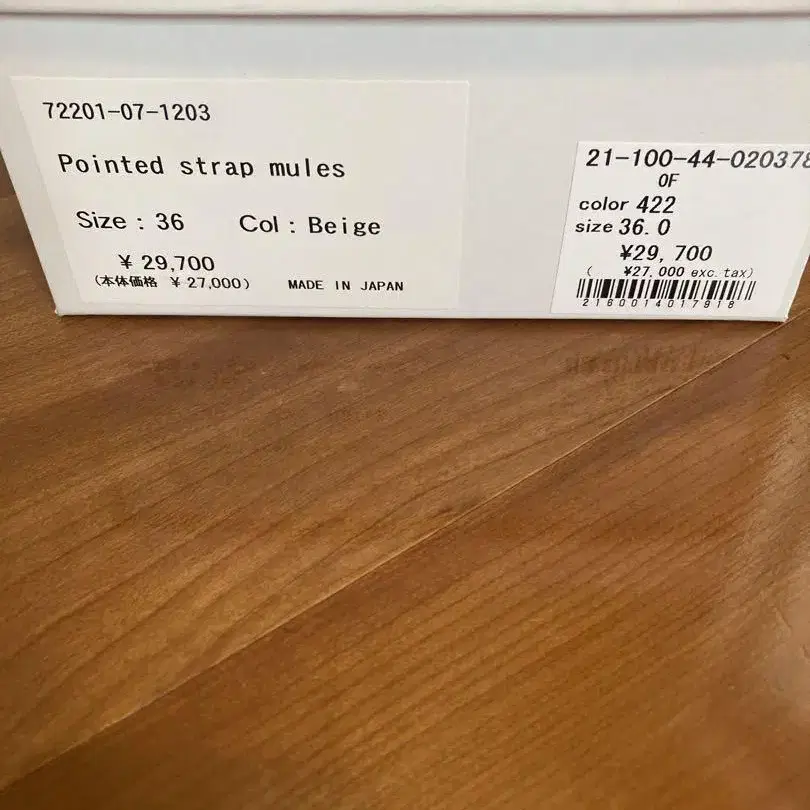 72201-07-1203
Pointed strap mules
Size : 36 Col : Beige
¥ 29,700
(本体価格 ¥ 27,000) MADE IN JAPAN
21-100-44-020378
OF
color 422
size 36.0
¥29,700
( ¥27,000 exc.tax)
2160014017918